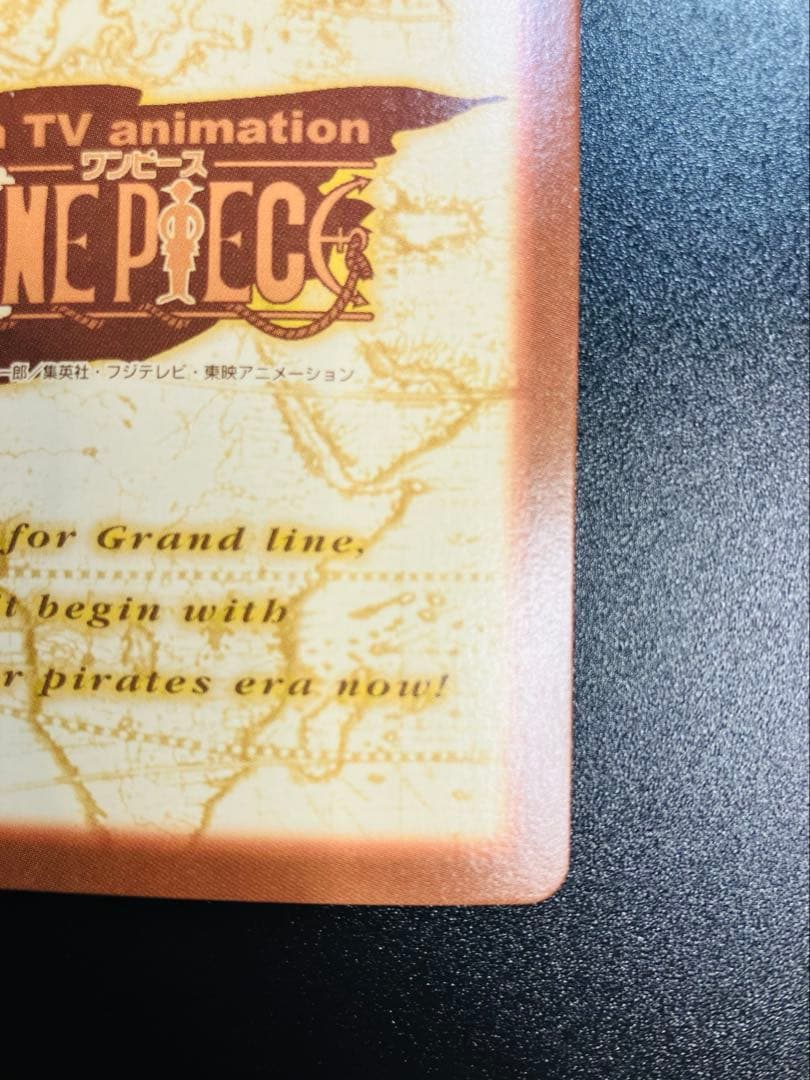 TV animation
ワンピース
NE PIECE
一郎／集英社・フジテレビ・東映アニメーション
for Grand line,
t begin with
r pirates era now!